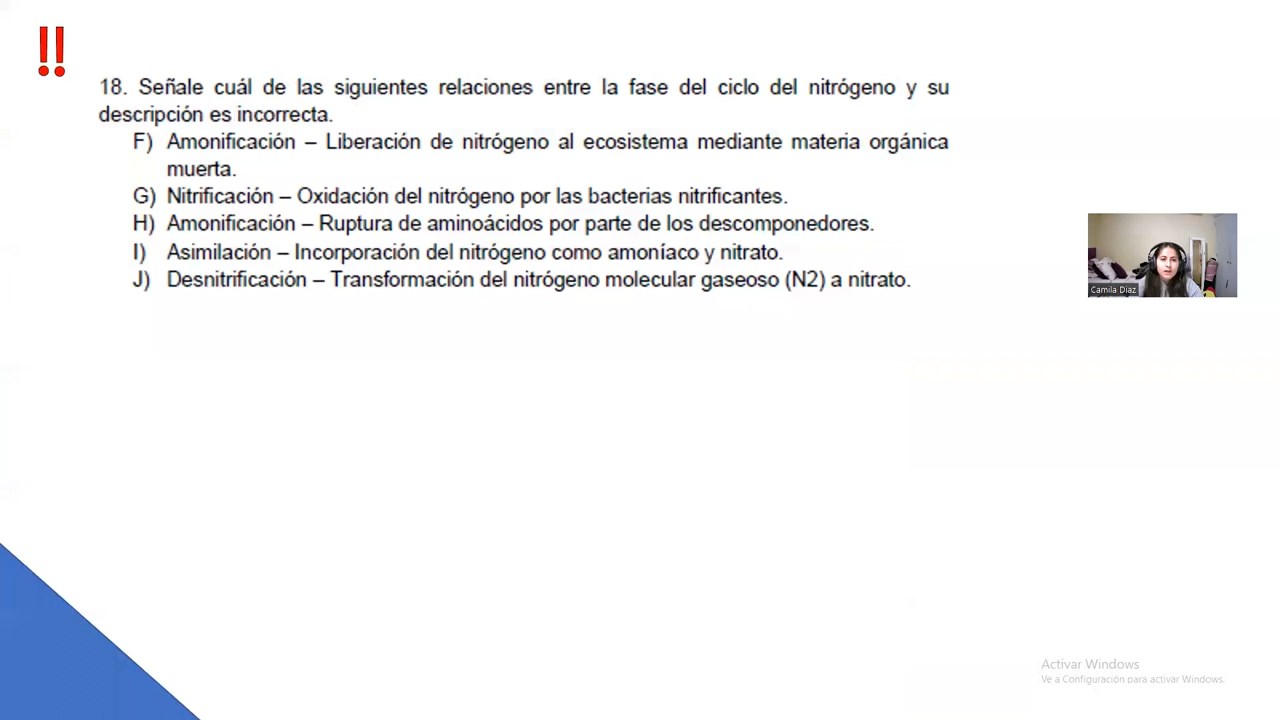 18. Señale cuál de las siguientes relaciones entre la fase del ciclo del nitrógeno y su
descripción es incorrecta.
F) Amonificación – Liberación de nitrógeno al ecosistema mediante materia orgánica
muerta.
G) Nitrificación – Oxidación del nitrógeno por las bacterias nitrificantes.
H) Amonificación – Ruptura de aminoácidos por parte de los descomponedores.
I) Asimilación – Incorporación del nitrógeno como amoníaco y nitrato.
J) Desnitrificación – Transformación del nitrógeno molecular gaseoso (N2) a nitrato.
Camila Díaz
Activar Windows
Ve a Configuración para activar Windows.